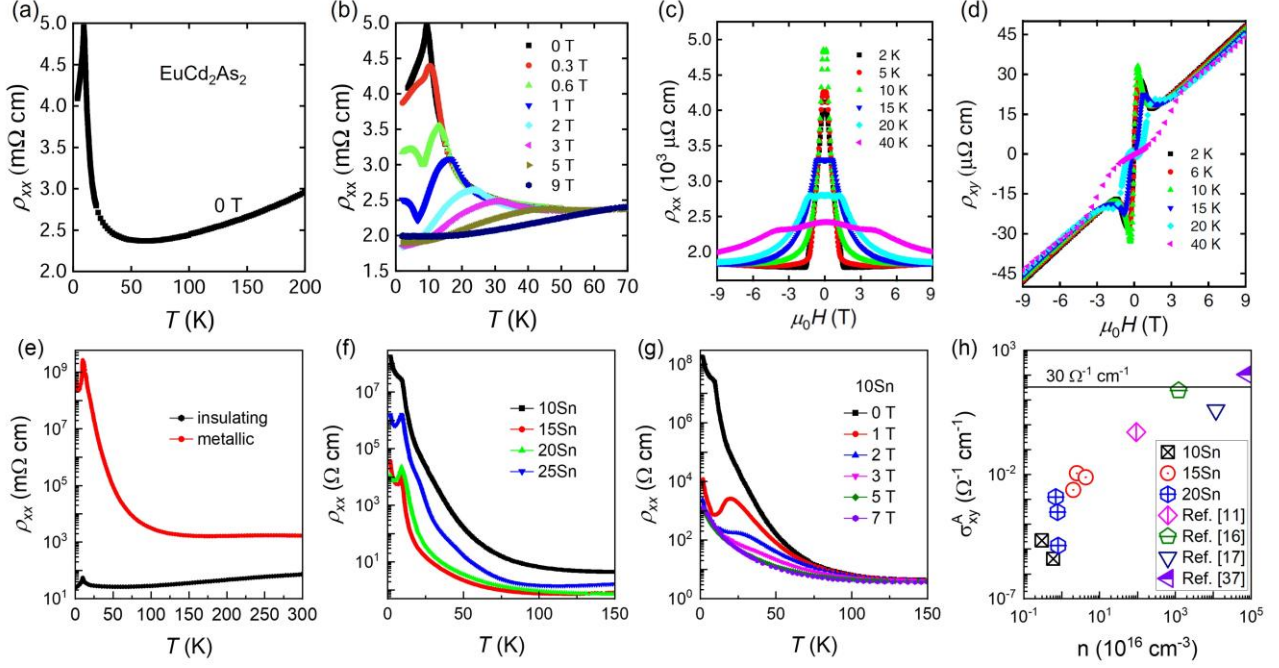 (a)
5.0
4.5
4.0
3.5
3.0
2.5
2.0
ρxx (mΩ cm)
EuCd2As2
0 T
0 50 100 150 200
T (K)
(b)
5.0
4.5
4.0
3.5
3.0
2.5
2.0
1.5
ρxx (mΩ cm)
0 T
0.3 T
0.6 T
1 T
2 T
3 T
5 T
9 T
0 10 20 30 40 50 60 70
T (K)
(c)
5.0
4.5
4.0
3.5
3.0
2.5
2.0
ρxx (10³ μΩ cm)
2 K
5 K
10 K
15 K
20 K
40 K
-9 -6 -3 0 3 6 9
μ0H (T)
(d)
45
30
15
0
-15
-30
-45
ρxy (μΩ cm)
2 K
6 K
10 K
15 K
20 K
40 K
-9 -6 -3 0 3 6 9
μ0H (T)
(e)
10⁹
10⁷
10⁵
10³
10¹
ρxx (mΩ cm)
insulating
metallic
0 50 100 150 200 250 300
T (K)
(f)
10⁷
10⁵
10³
10¹
ρxx (Ω cm)
10Sn
15Sn
20Sn
25Sn
0 50 100 150
T (K)
(g)
10⁸
10⁶
10⁴
10²
10⁰
ρxx (Ω cm)
10Sn
0 T
1 T
2 T
3 T
5 T
7 T
0 25 50 75 100 125 150
T (K)
(h)
10³
10⁻²
10⁻⁷
σᴬxy (Ω⁻¹ cm⁻¹)
30 Ω⁻¹ cm⁻¹
10Sn
15Sn
20Sn
Ref. [11]
Ref. [16]
Ref. [17]
Ref. [37]
10⁻¹ 10¹ 10³ 10⁵
n (10¹⁶ cm⁻³)